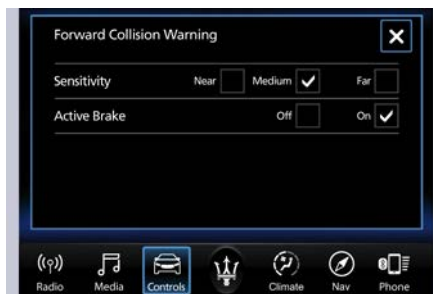 Forward Collision Warning
Sensitivity Near Medium Far
Active Brake Off On
Radio Media Controls Climate Nav Phone